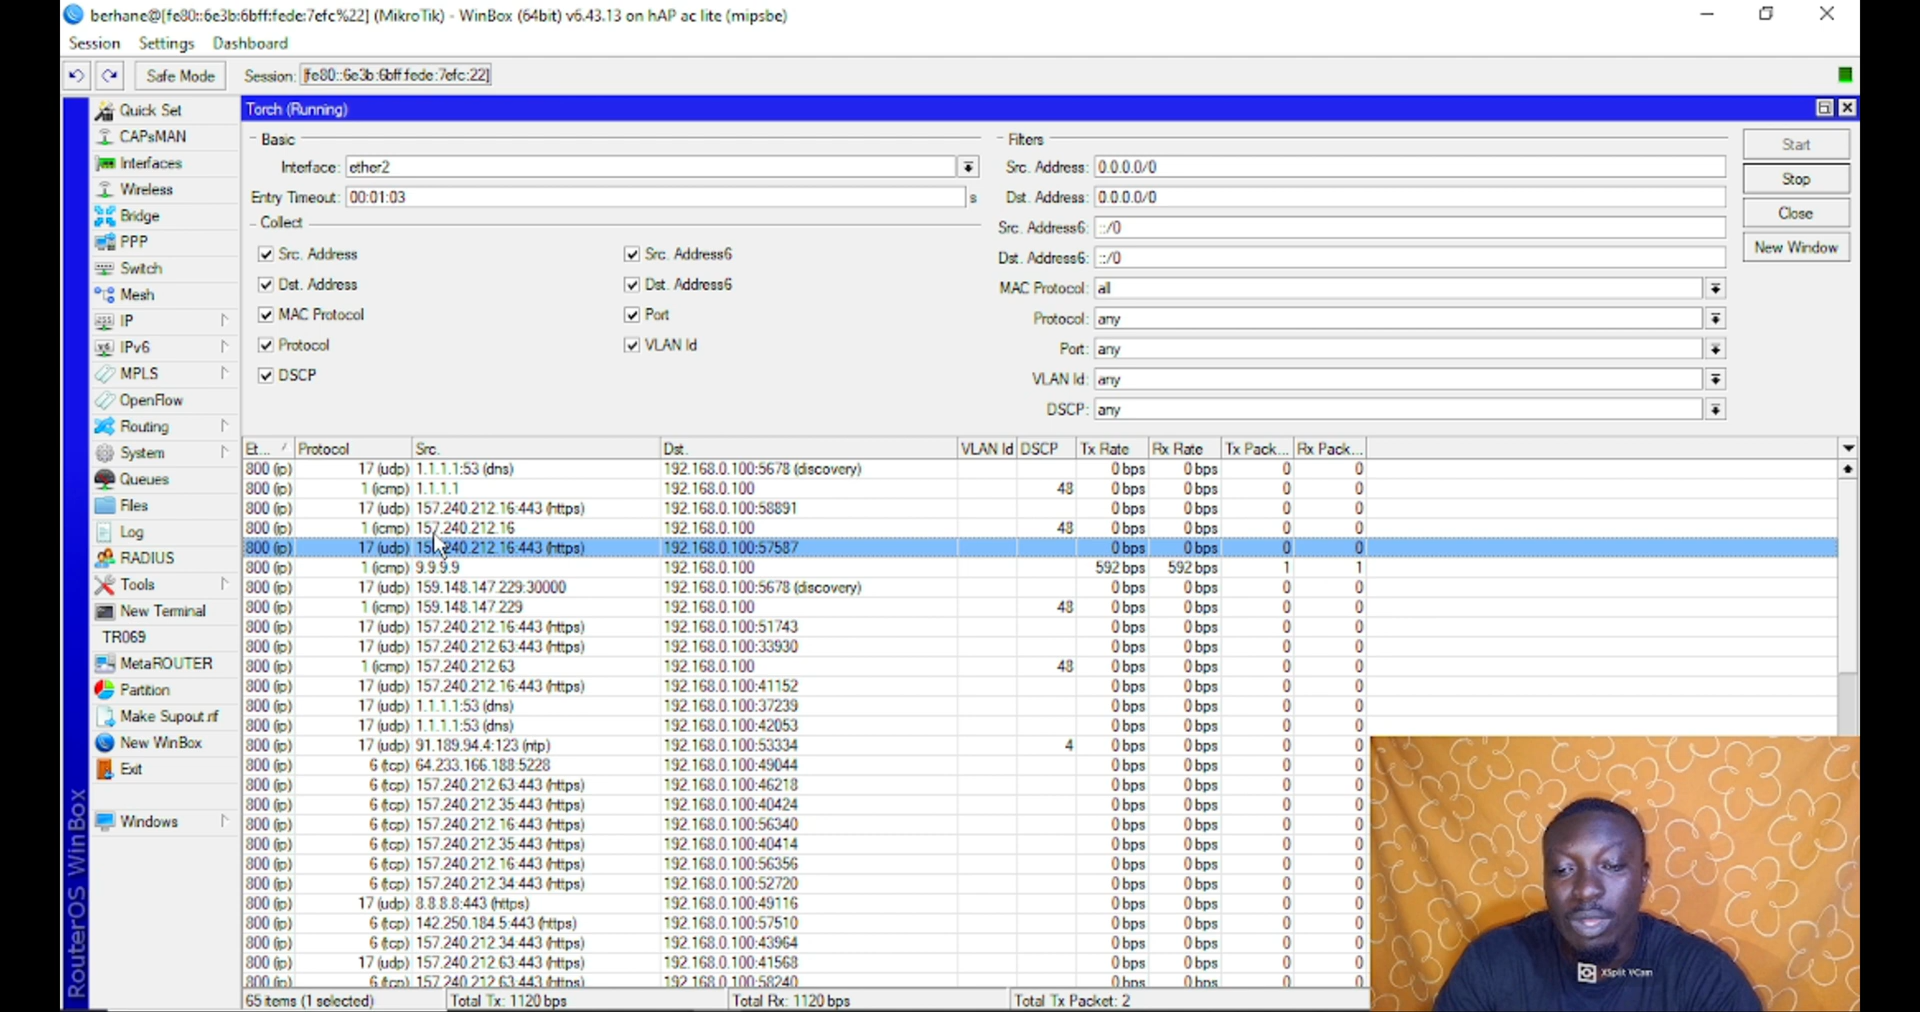 berhane@[fe80::6e3b:6bff:fede:7efc%22] (MikroTik) - WinBox (64bit) v6.43.13 on hAP ac lite (mipsbe)
Session Settings Dashboard
Safe Mode Session: [fe80::6e3b:6bff:fede:7efc:22]
Torch (Running)
Quick Set
CAPsMAN
Interfaces
Wireless
Bridge
PPP
Switch
Mesh
IP
IPv6
MPLS
OpenFlow
Routing
System
Queues
Files
Log
RADIUS
Tools
New Terminal
TR069
MetaROUTER
Partition
Make Supout.rif
New WinBox
Exit
Windows
RouterOS WinBox
Basic
Interface: ether2
Entry Timeout: 00:01:03 s
Collect
Src. Address Src. Address6
Dst. Address Dst. Address6
MAC Protocol Port
Protocol VLAN Id
DSCP
Filters
Src. Address: 0.0.0.0/0
Dst. Address: 0.0.0.0/0
Src. Address6: ::/0
Dst. Address6: ::/0
MAC Protocol: all
Protocol: any
Port: any
VLAN Id: any
DSCP: any
Start
Stop
Close
New Window
Et... Protocol Src. Dst. VLAN Id DSCP Tx Rate Rx Rate Tx Pack... Rx Pack...
800 (ip) 17 (udp) 1.1.1.1:53 (dns) 192.168.0.100:5678 (discovery) 0 bps 0 bps 0 0
800 (ip) 1 (icmp) 1.1.1.1 192.168.0.100 48 0 bps 0 bps 0 0
800 (ip) 17 (udp) 157.240.212.16:443 (https) 192.168.0.100:58891 0 bps 0 bps 0 0
800 (ip) 1 (icmp) 157.240.212.16 192.168.0.100 48 0 bps 0 bps 0 0
800 (ip) 17 (udp) 157.240.212.16:443 (https) 192.168.0.100:57587 0 bps 0 bps 0 0
800 (ip) 1 (icmp) 9.9.9.9 192.168.0.100 592 bps 592 bps 1 1
800 (ip) 17 (udp) 159.148.147.229:30000 192.168.0.100:5678 (discovery) 0 bps 0 bps 0 0
800 (ip) 1 (icmp) 159.148.147.229 192.168.0.100 48 0 bps 0 bps 0 0
800 (ip) 17 (udp) 157.240.212.16:443 (https) 192.168.0.100:51743 0 bps 0 bps 0 0
800 (ip) 17 (udp) 157.240.212.63:443 (https) 192.168.0.100:33930 0 bps 0 bps 0 0
800 (ip) 1 (icmp) 157.240.212.63 192.168.0.100 48 0 bps 0 bps 0 0
800 (ip) 17 (udp) 157.240.212.16:443 (https) 192.168.0.100:41152 0 bps 0 bps 0 0
800 (ip) 17 (udp) 1.1.1.1:53 (dns) 192.168.0.100:37239 0 bps 0 bps 0 0
800 (ip) 17 (udp) 1.1.1.1:53 (dns) 192.168.0.100:42053 0 bps 0 bps 0 0
800 (ip) 17 (udp) 91.189.94.4:123 (ntp) 192.168.0.100:53334 4 0 bps 0 bps 0 0
800 (ip) 6 (tcp) 64.233.166.188:5228 192.168.0.100:49044 0 bps 0 bps 0 0
800 (ip) 6 (tcp) 157.240.212.63:443 (https) 192.168.0.100:46218 0 bps 0 bps 0 0
800 (ip) 6 (tcp) 157.240.212.35:443 (https) 192.168.0.100:40424 0 bps 0 bps 0 0
800 (ip) 6 (tcp) 157.240.212.16:443 (https) 192.168.0.100:56340 0 bps 0 bps 0 0
800 (ip) 6 (tcp) 157.240.212.35:443 (https) 192.168.0.100:40414 0 bps 0 bps 0 0
800 (ip) 6 (tcp) 157.240.212.16:443 (https) 192.168.0.100:56356 0 bps 0 bps 0 0
800 (ip) 6 (tcp) 157.240.212.34:443 (https) 192.168.0.100:52720 0 bps 0 bps 0 0
800 (ip) 17 (udp) 8.8.8.8:443 (https) 192.168.0.100:49116 0 bps 0 bps 0 0
800 (ip) 6 (tcp) 142.250.184.5:443 (https) 192.168.0.100:57510 0 bps 0 bps 0 0
800 (ip) 6 (tcp) 157.240.212.34:443 (https) 192.168.0.100:43964 0 bps 0 bps 0 0
800 (ip) 17 (udp) 157.240.212.63:443 (https) 192.168.0.100:41568 0 bps 0 bps 0 0
800 (ip) 6 (tcp) 157.240.212.63:443 (https) 192.168.0.100:58240 0 bps 0 bps 0 0
65 items (1 selected) Total Tx: 1120 bps Total Rx: 1120 bps Total Tx Packet: 2
XSplit VCam